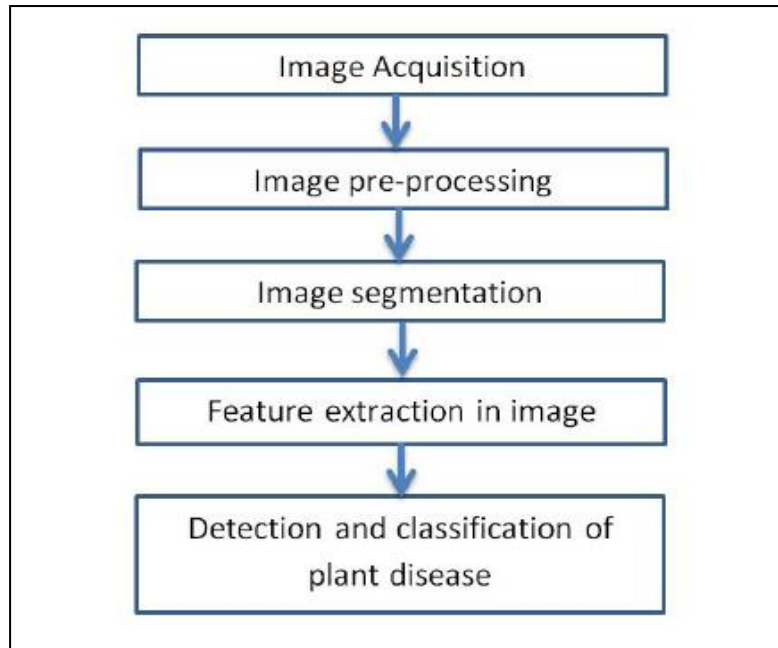 Image Acquisition
Image pre-processing
Image segmentation
Feature extraction in image
Detection and classification of
plant disease